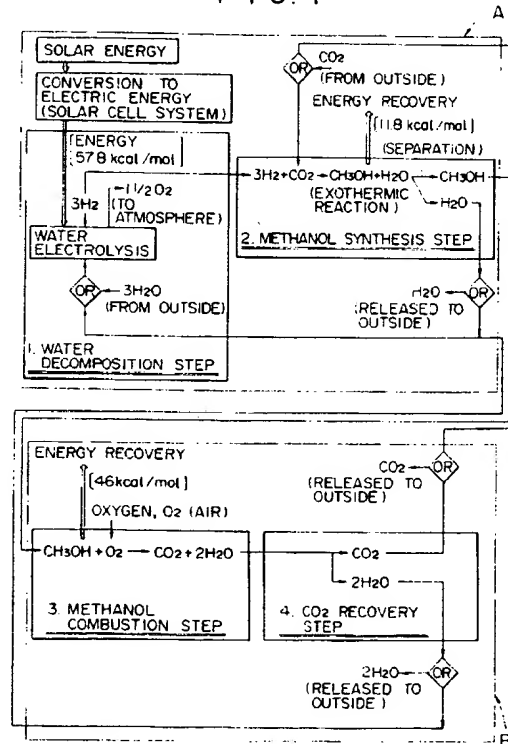 A
SOLAR ENERGY
CONVERSION TO
ELECTRIC ENERGY
(SOLAR CELL SYSTEM)
OR
CO2
(FROM OUTSIDE)
ENERGY RECOVERY
[11.8 kcal/mol]
(SEPARATION)
[ENERGY
57.8 kcal/mol]
3H2
1 1/2 O2
(TO
ATMOSPHERE)
WATER
ELECTROLYSIS
OR
3H2O
(FROM OUTSIDE)
1. WATER
DECOMPOSITION STEP
3H2 + CO2 → CH3OH + H2O
CH3OH
(EXOTHERMIC
REACTION)
H2O
2. METHANOL SYNTHESIS STEP
H2O
OR
(RELEASED TO
OUTSIDE)
ENERGY RECOVERY
[46 kcal/mol]
OXYGEN, O2 (AIR)
CH3OH + O2 → CO2 + 2H2O
3. METHANOL
COMBUSTION STEP
CO2
OR
(RELEASED TO
OUTSIDE)
CO2
2H2O
4. CO2 RECOVERY
STEP
2H2O
OR
(RELEASED TO
OUTSIDE)
B